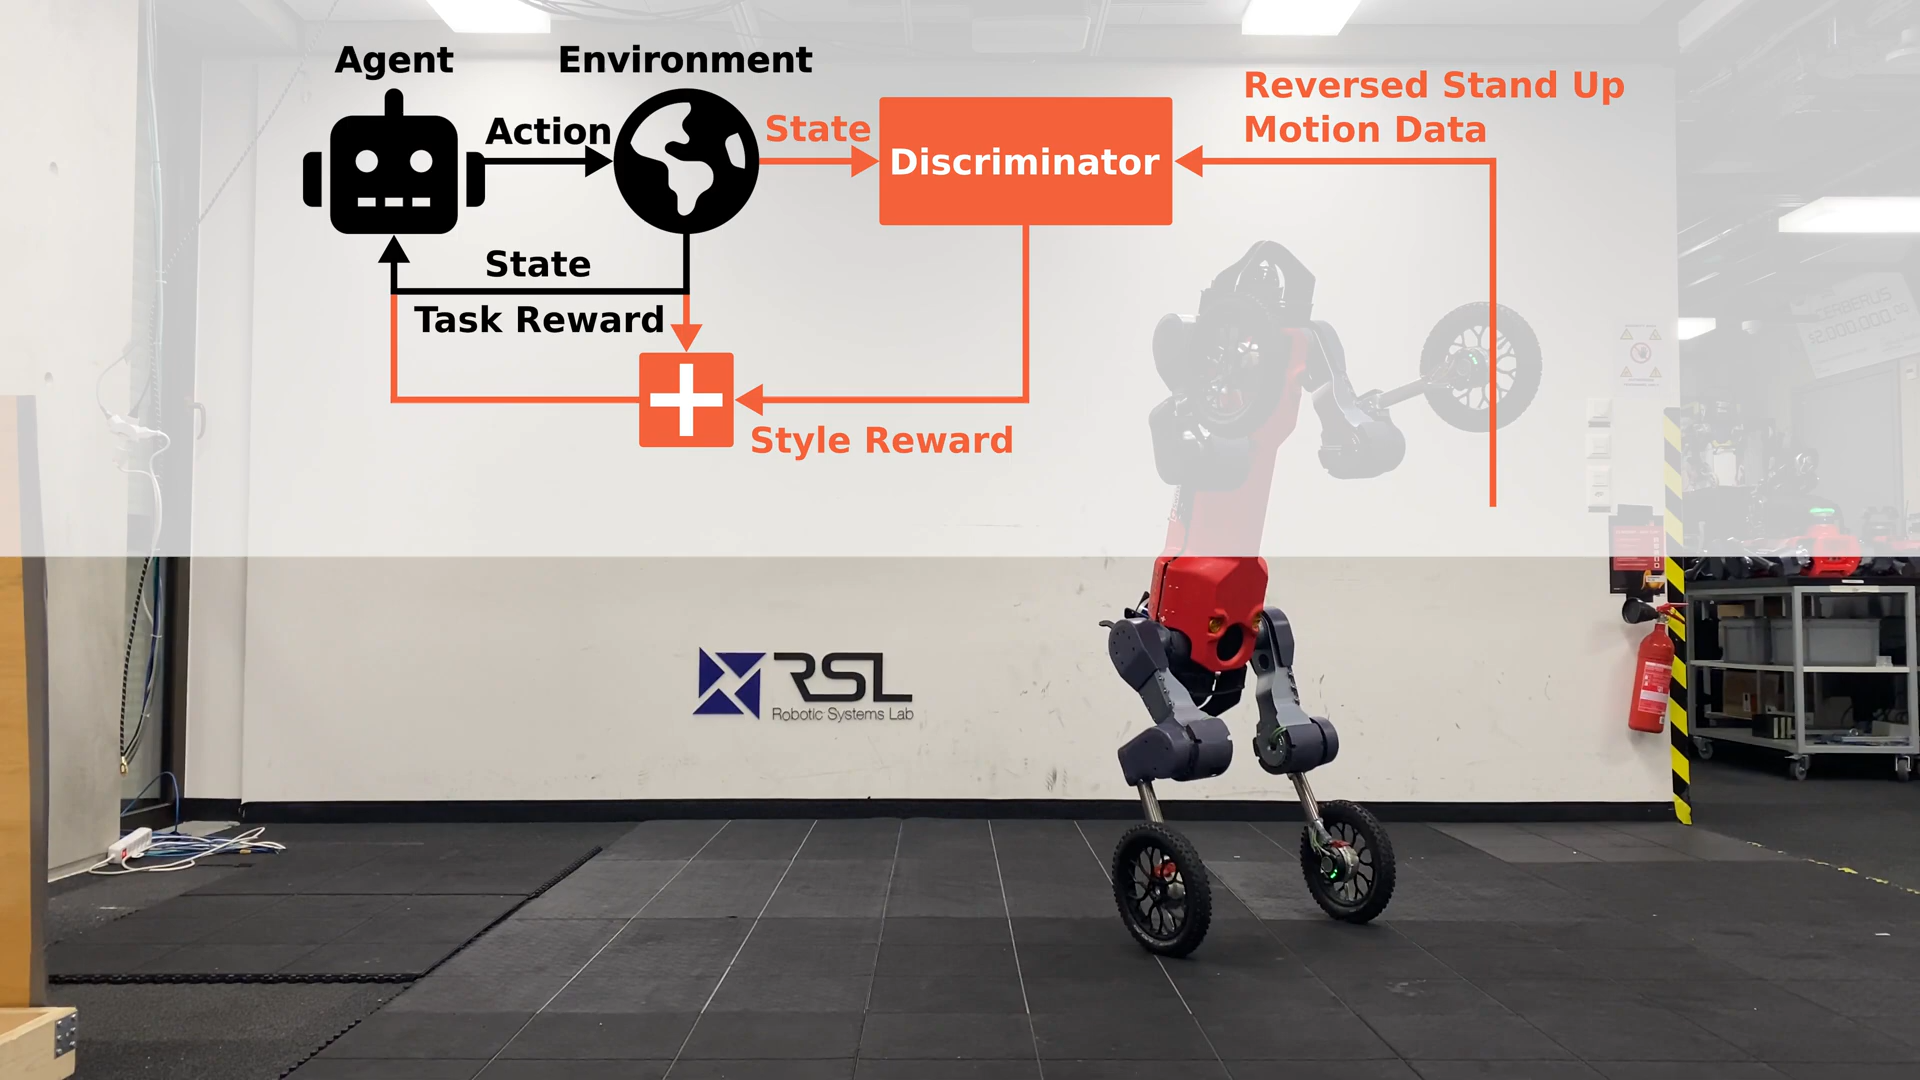 Agent
Environment
Action
State
Discriminator
Reversed Stand Up
Motion Data
State
Task Reward
Style Reward
CERBERUS
RSL
Robotic Systems Lab